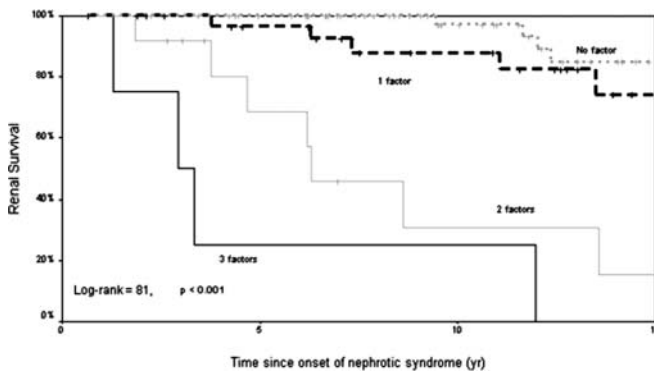 100%
80%
60%
40%
20%
0%
Renal Survival
No factor
1 factor
2 factors
3 factors
Log-rank = 81, p < 0.001
0 5 10
Time since onset of nephrotic syndrome (yr)